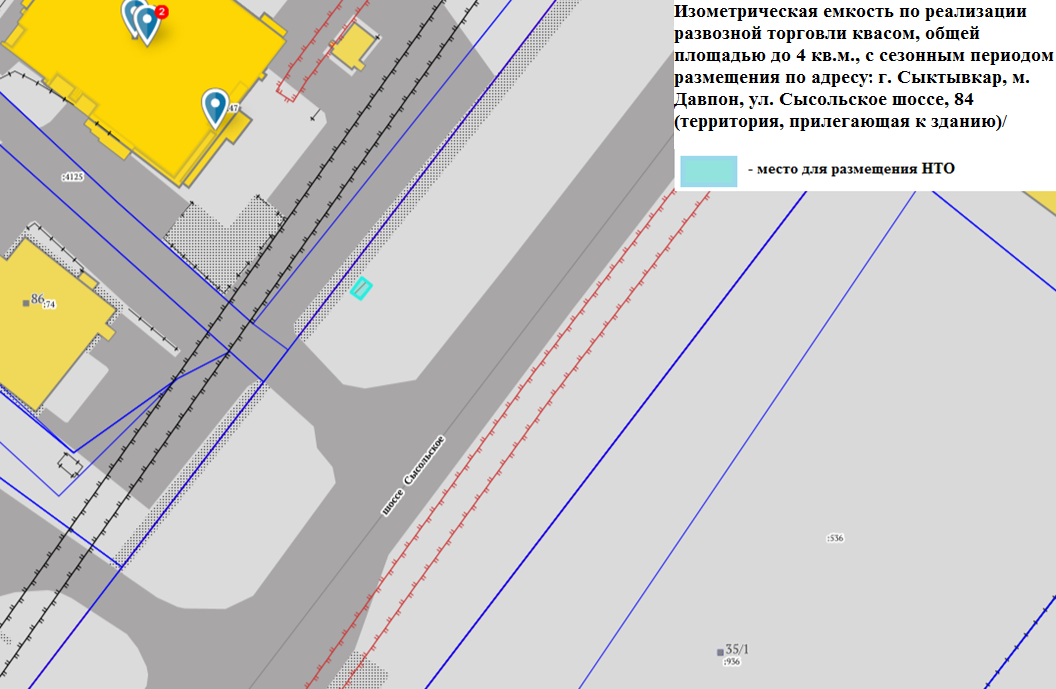 Изометрическая емкость по реализации
развозной торговли квасом, общей
площадью до 4 кв.м., с сезонным периодом
размещения по адресу: г. Сыктывкар, м.
Давпон, ул. Сысольское шоссе, 84
(территория, прилегающая к зданию)/
- место для размещения НТО
2
47
:4125
86
:74
шоссе Сысольское
:536
35/1
:936